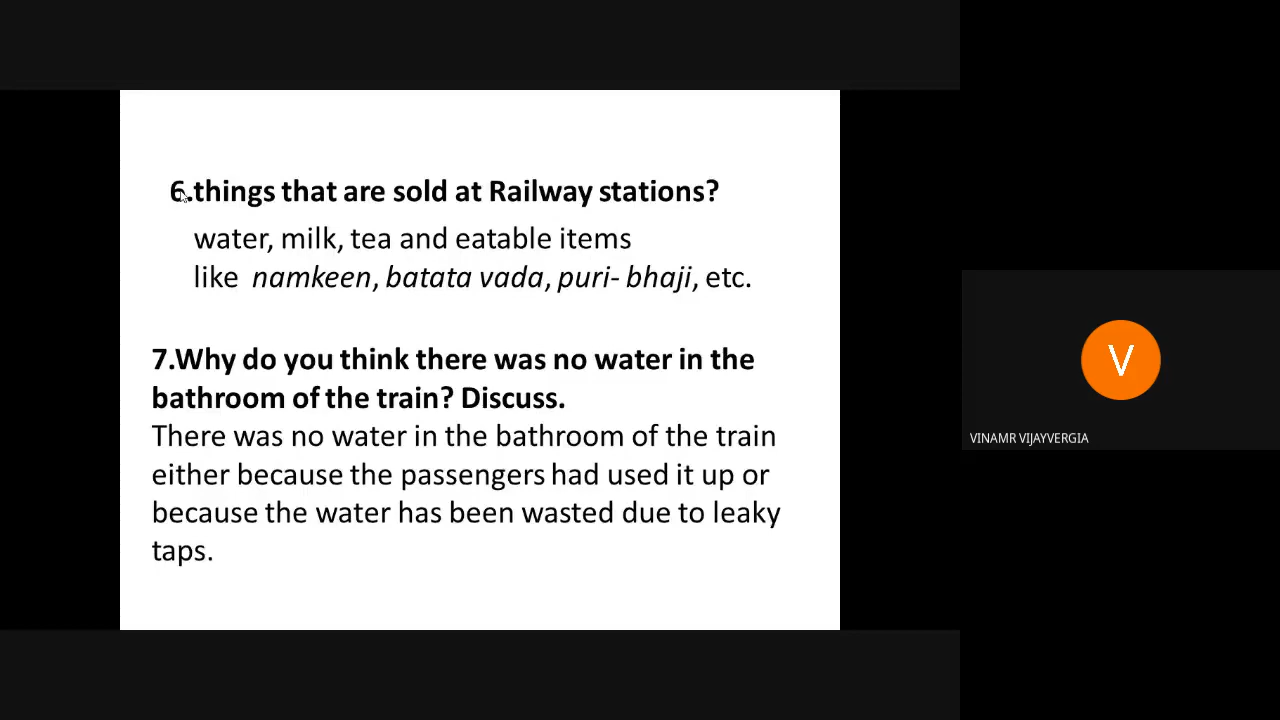 6.things that are sold at Railway stations?
water, milk, tea and eatable items
like namkeen, batata vada, puri- bhaji, etc.
7.Why do you think there was no water in the
bathroom of the train? Discuss.
There was no water in the bathroom of the train
either because the passengers had used it up or
because the water has been wasted due to leaky
taps.
V
VINAMR VIJAYVERGIA